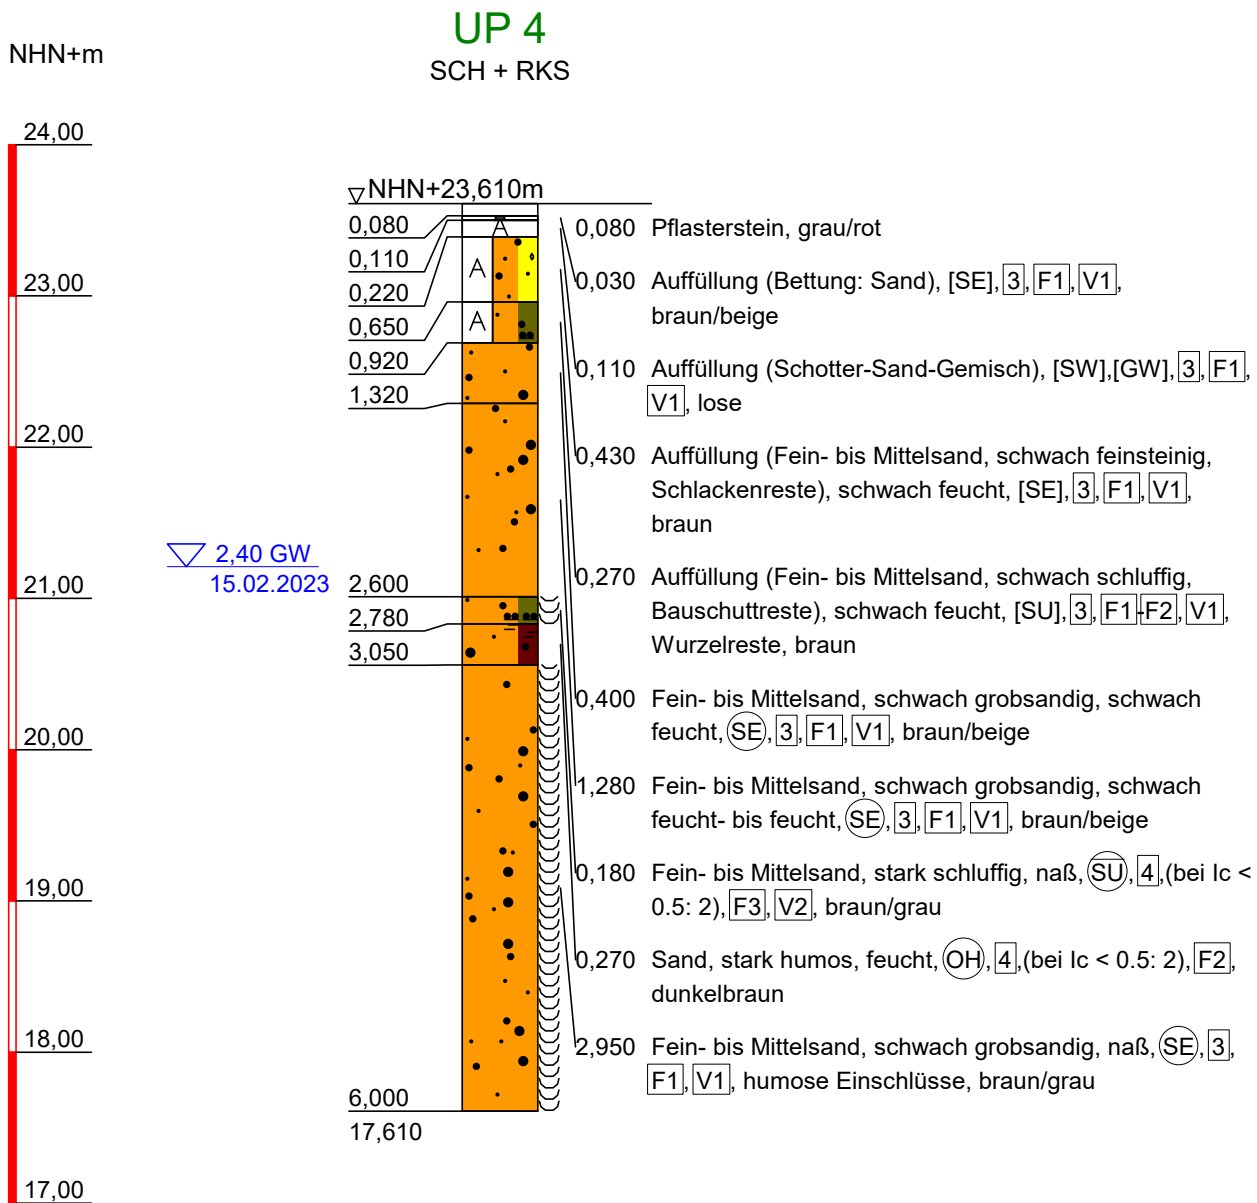 UP 4
NHN+m
SCH + RKS
24,00
NHN+23,610m
0,080
0,080 Pflasterstein, grau/rot
0,110
0,030 Auffüllung (Bettung: Sand), [SE], 3, F1, V1,
braun/beige
23,00
0,220
A
A
0,650
A
0,920
0,110 Auffüllung (Schotter-Sand-Gemisch), [SW],[GW], 3, F1,
V1, lose
1,320
22,00
0,430 Auffüllung (Fein- bis Mittelsand, schwach feinsteinig,
Schlackenreste), schwach feucht, [SE], 3, F1, V1,
braun
2,40 GW
15.02.2023
21,00
2,600
0,270 Auffüllung (Fein- bis Mittelsand, schwach schluffig,
Bauschuttreste), schwach feucht, [SU], 3, F1-F2, V1,
Wurzelreste, braun
2,780
3,050
0,400 Fein- bis Mittelsand, schwach grobsandig, schwach
feucht, SE, 3, F1, V1, braun/beige
20,00
1,280 Fein- bis Mittelsand, schwach grobsandig, schwach
feucht- bis feucht, SE, 3, F1, V1, braun/beige
0,180 Fein- bis Mittelsand, stark schluffig, naß, S̅U̅, 4,(bei Ic <
0.5: 2), F3, V2, braun/grau
19,00
0,270 Sand, stark humos, feucht, OH, 4,(bei Ic < 0.5: 2), F2,
dunkelbraun
18,00
2,950 Fein- bis Mittelsand, schwach grobsandig, naß, SE, 3,
F1, V1, humose Einschlüsse, braun/grau
6,000
17,610
17,00